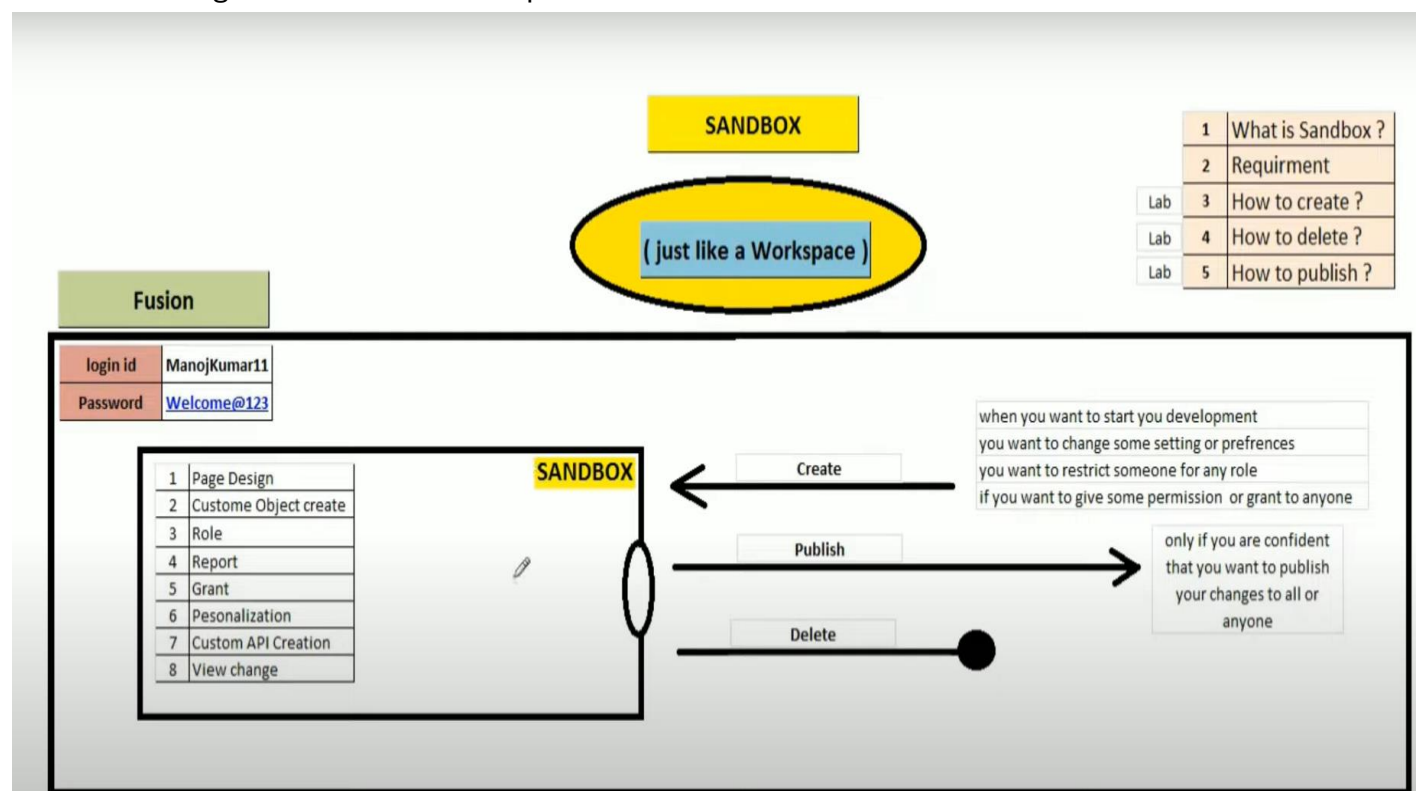 SANDBOX
( just like a Workspace )
1 What is Sandbox ?
2 Requirment
Lab 3 How to create ?
Lab 4 How to delete ?
Lab 5 How to publish ?
Fusion
login id ManojKumar11
Password Welcome@123
SANDBOX
1 Page Design
2 Custome Object create
3 Role
4 Report
5 Grant
6 Pesonalization
7 Custom API Creation
8 View change
Create
when you want to start you development
you want to change some setting or prefrences
you want to restrict someone for any role
if you want to give some permission or grant to anyone
Publish
only if you are confident
that you want to publish
your changes to all or
anyone
Delete